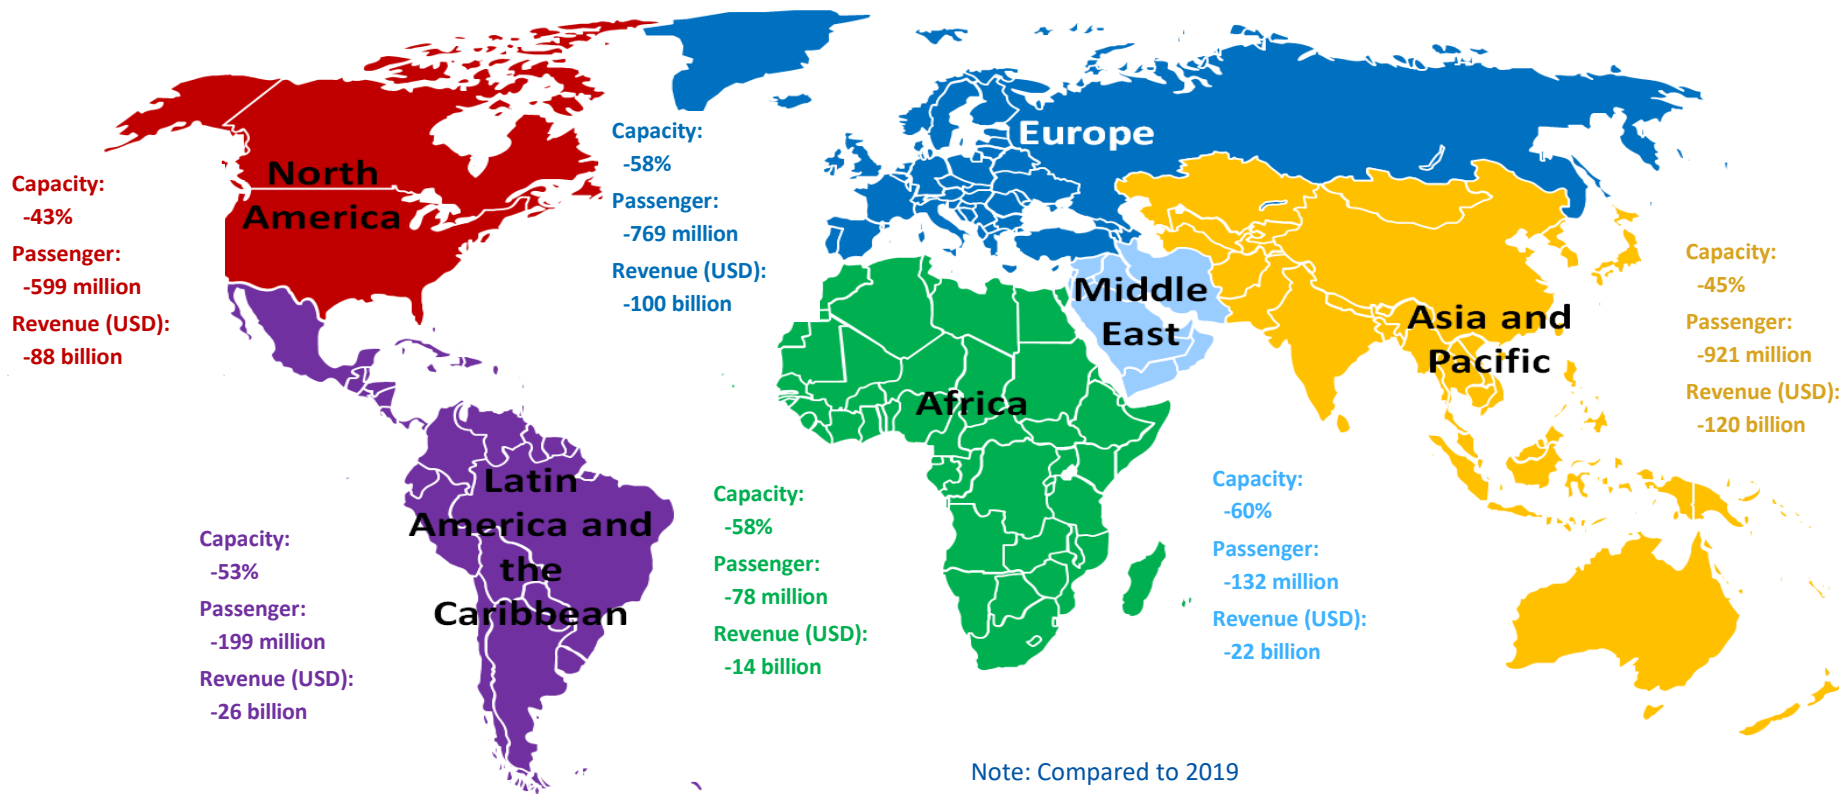 North
America
Capacity:
-43%
Passenger:
-599 million
Revenue (USD):
-88 billion
Capacity:
-58%
Passenger:
-769 million
Revenue (USD):
-100 billion
Europe
Middle
East
Asia and
Pacific
Capacity:
-45%
Passenger:
-921 million
Revenue (USD):
-120 billion
Africa
Latin
America and
the
Caribbean
Capacity:
-53%
Passenger:
-199 million
Revenue (USD):
-26 billion
Capacity:
-58%
Passenger:
-78 million
Revenue (USD):
-14 billion
Capacity:
-60%
Passenger:
-132 million
Revenue (USD):
-22 billion
Note: Compared to 2019